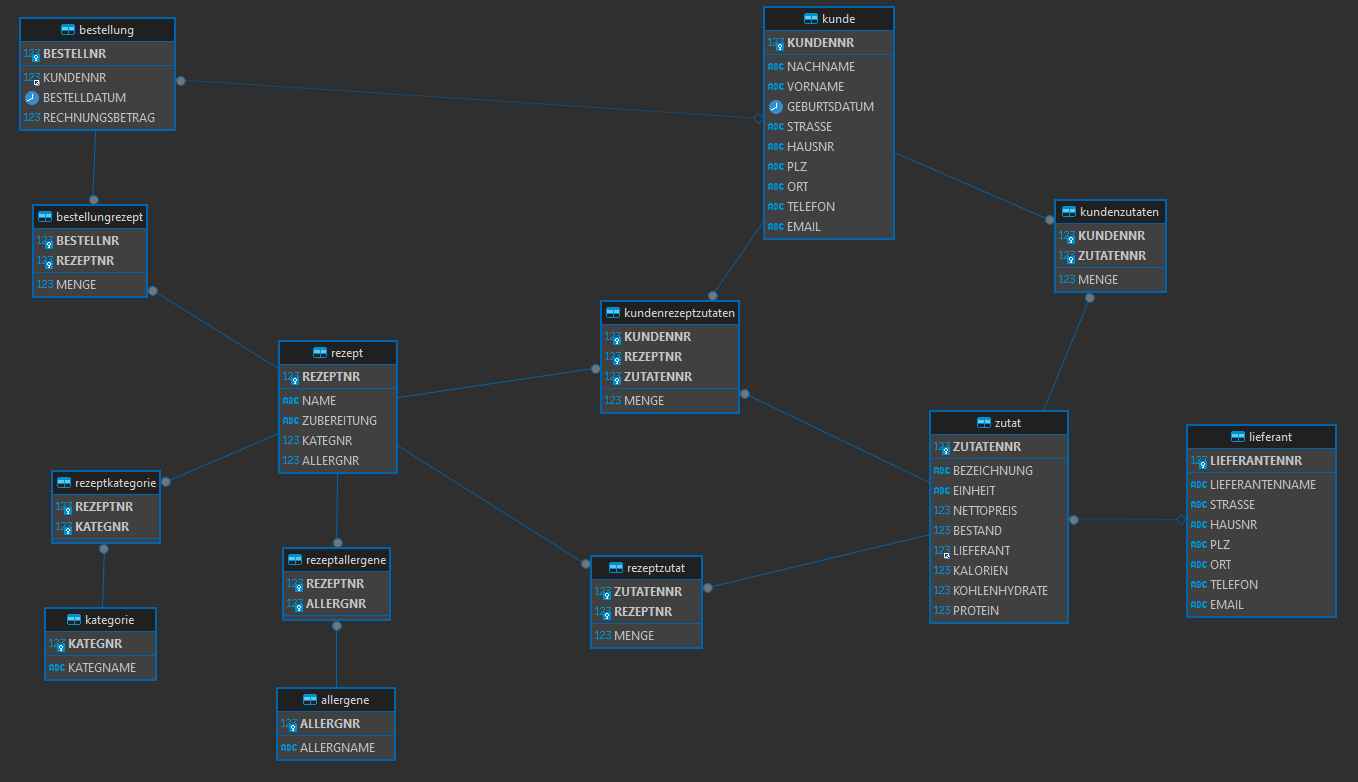 bestellung
123 BESTELLNR
123 KUNDENNR
BESTELLDATUM
123 RECHNUNGSBETRAG
kunde
123 KUNDENNR
ABC NACHNAME
ABC VORNAME
GEBURTSDATUM
ABC STRASSE
ABC HAUSNR
ABC PLZ
ABC ORT
ABC TELEFON
ABC EMAIL
bestellungrezept
123 BESTELLNR
123 REZEPTNR
123 MENGE
kundenzutaten
123 KUNDENNR
123 ZUTATENNR
123 MENGE
kundenrezeptzutaten
123 KUNDENNR
123 REZEPTNR
123 ZUTATENNR
123 MENGE
rezept
123 REZEPTNR
ABC NAME
ABC ZUBEREITUNG
123 KATEGNR
123 ALLERGNR
zutat
123 ZUTATENNR
ABC BEZEICHNUNG
ABC EINHEIT
123 NETTOPREIS
123 BESTAND
123 LIEFERANT
123 KALORIEN
123 KOHLENHYDRATE
123 PROTEIN
lieferant
123 LIEFERANTENNR
ABC LIEFERANTENNAME
ABC STRASSE
ABC HAUSNR
ABC PLZ
ABC ORT
ABC TELEFON
ABC EMAIL
rezeptkategorie
123 REZEPTNR
123 KATEGNR
rezeptallergene
123 REZEPTNR
123 ALLERGNR
rezeptzutat
123 ZUTATENNR
123 REZEPTNR
123 MENGE
kategorie
123 KATEGNR
ABC KATEGNAME
allergene
123 ALLERGNR
ABC ALLERGNAME